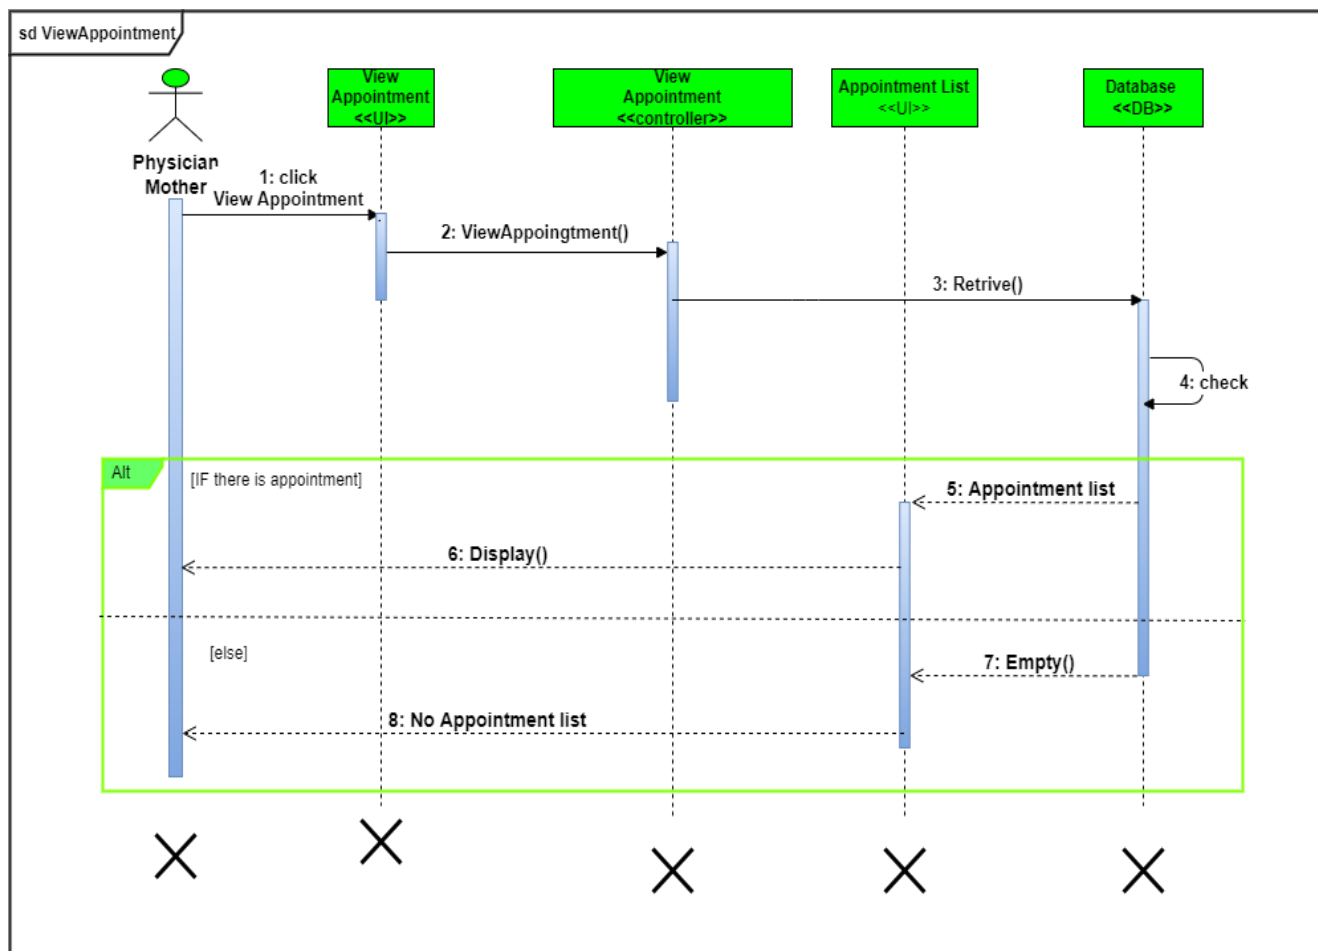 sd ViewAppointment
View
Appointment
<<UI>>
View
Appointment
<<controller>>
Appointment List
<<UI>>
Database
<<DB>>
Physician
Mother
1: click
View Appointment
2: ViewAppoingtment()
3: Retrive()
4: check
Alt
[IF there is appointment]
5: Appointment list
6: Display()
[else]
7: Empty()
8: No Appointment list